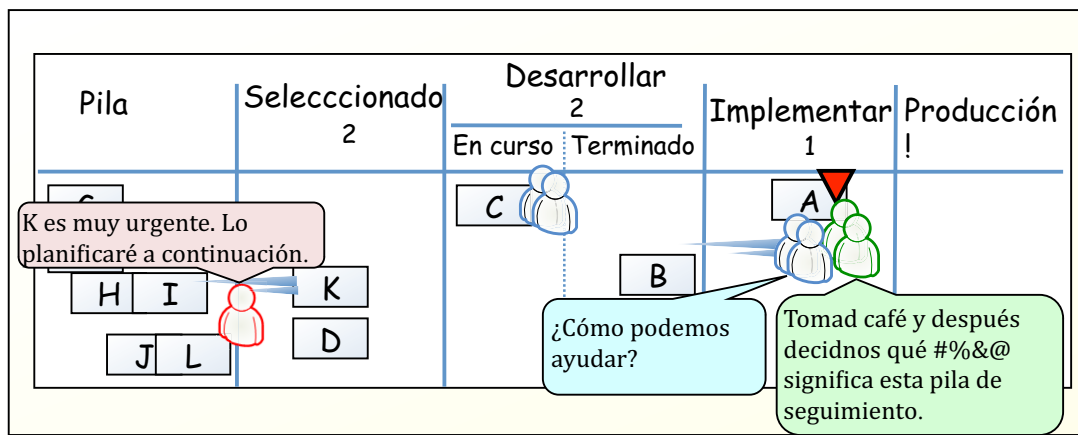 Pila
Selecccionado
2
Desarrollar
2
En curso
Terminado
Implementar
1
Producción
!
K es muy urgente. Lo
planificaré a continuación.
H
I
J
L
K
D
C
B
A
¿Cómo podemos
ayudar?
Tomad café y después
decidnos qué #%&@
significa esta pila de
seguimiento.